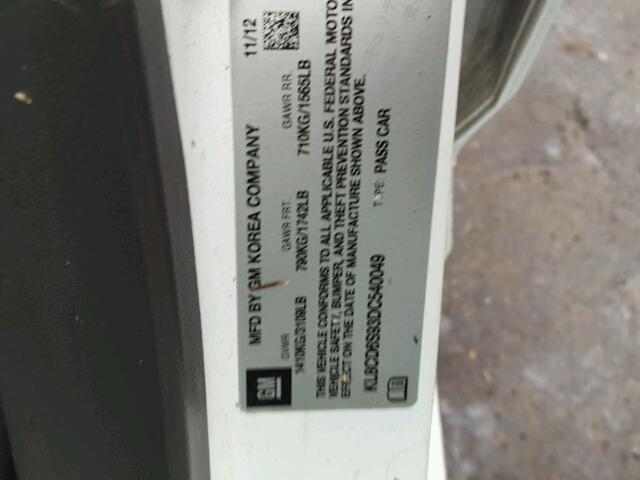 MFD BY GM KOREA COMPANY 11/12
GVWR GAWR FRT. GAWR RR.
1410KG/3109LB 790KG/1742LB 710KG/1565LB
THIS VEHICLE CONFORMS TO ALL APPLICABLE U.S. FEDERAL MOTO
VEHICLE SAFETY, BUMPER, AND THEFT PREVENTION STANDARDS IN
EFFECT ON THE DATE OF MANUFACTURE SHOWN ABOVE.
KL8CD6S93DC540049 TYPE: PASS CAR
GM